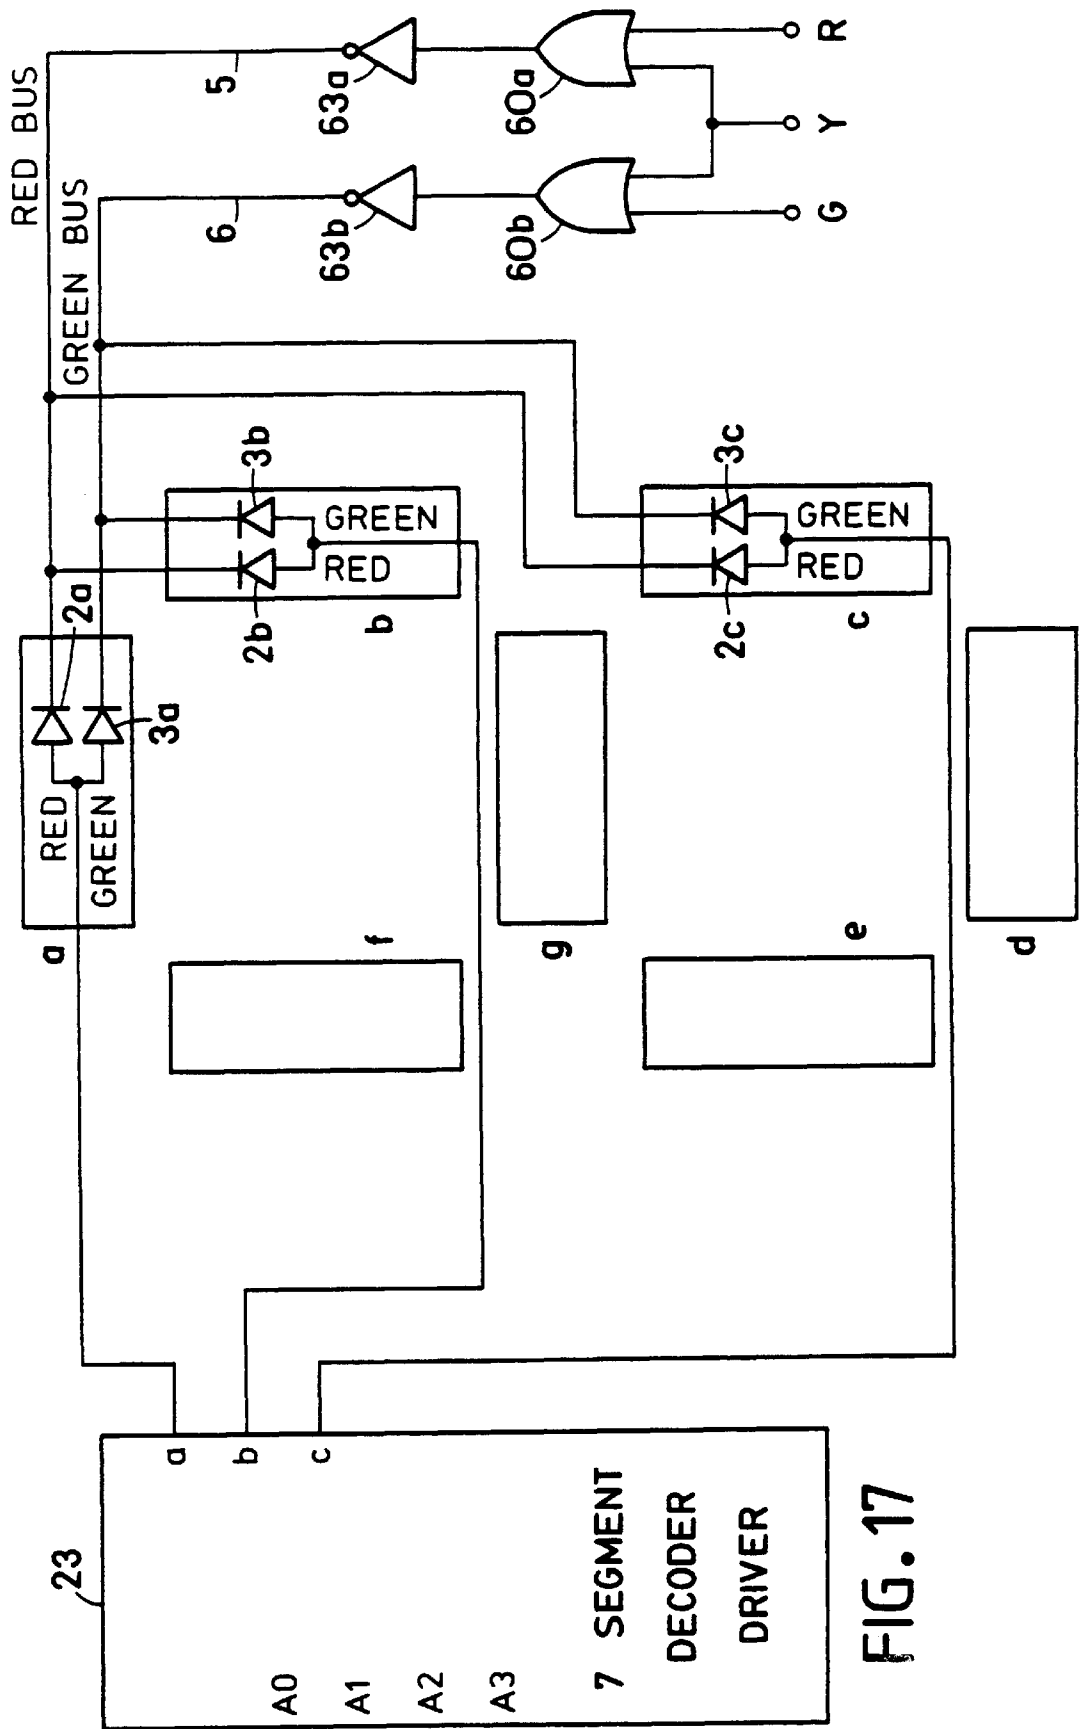 RED BUS
GREEN BUS
5
6
63a
63b
60a
60b
R
Y
G
2a
3a
RED
GREEN
a
3b
GREEN
RED
2b
b
f
g
3c
GREEN
RED
2c
c
e
d
23
a
b
c
A0
A1
A2
A3
7 SEGMENT
DECODER
DRIVER
FIG. 17